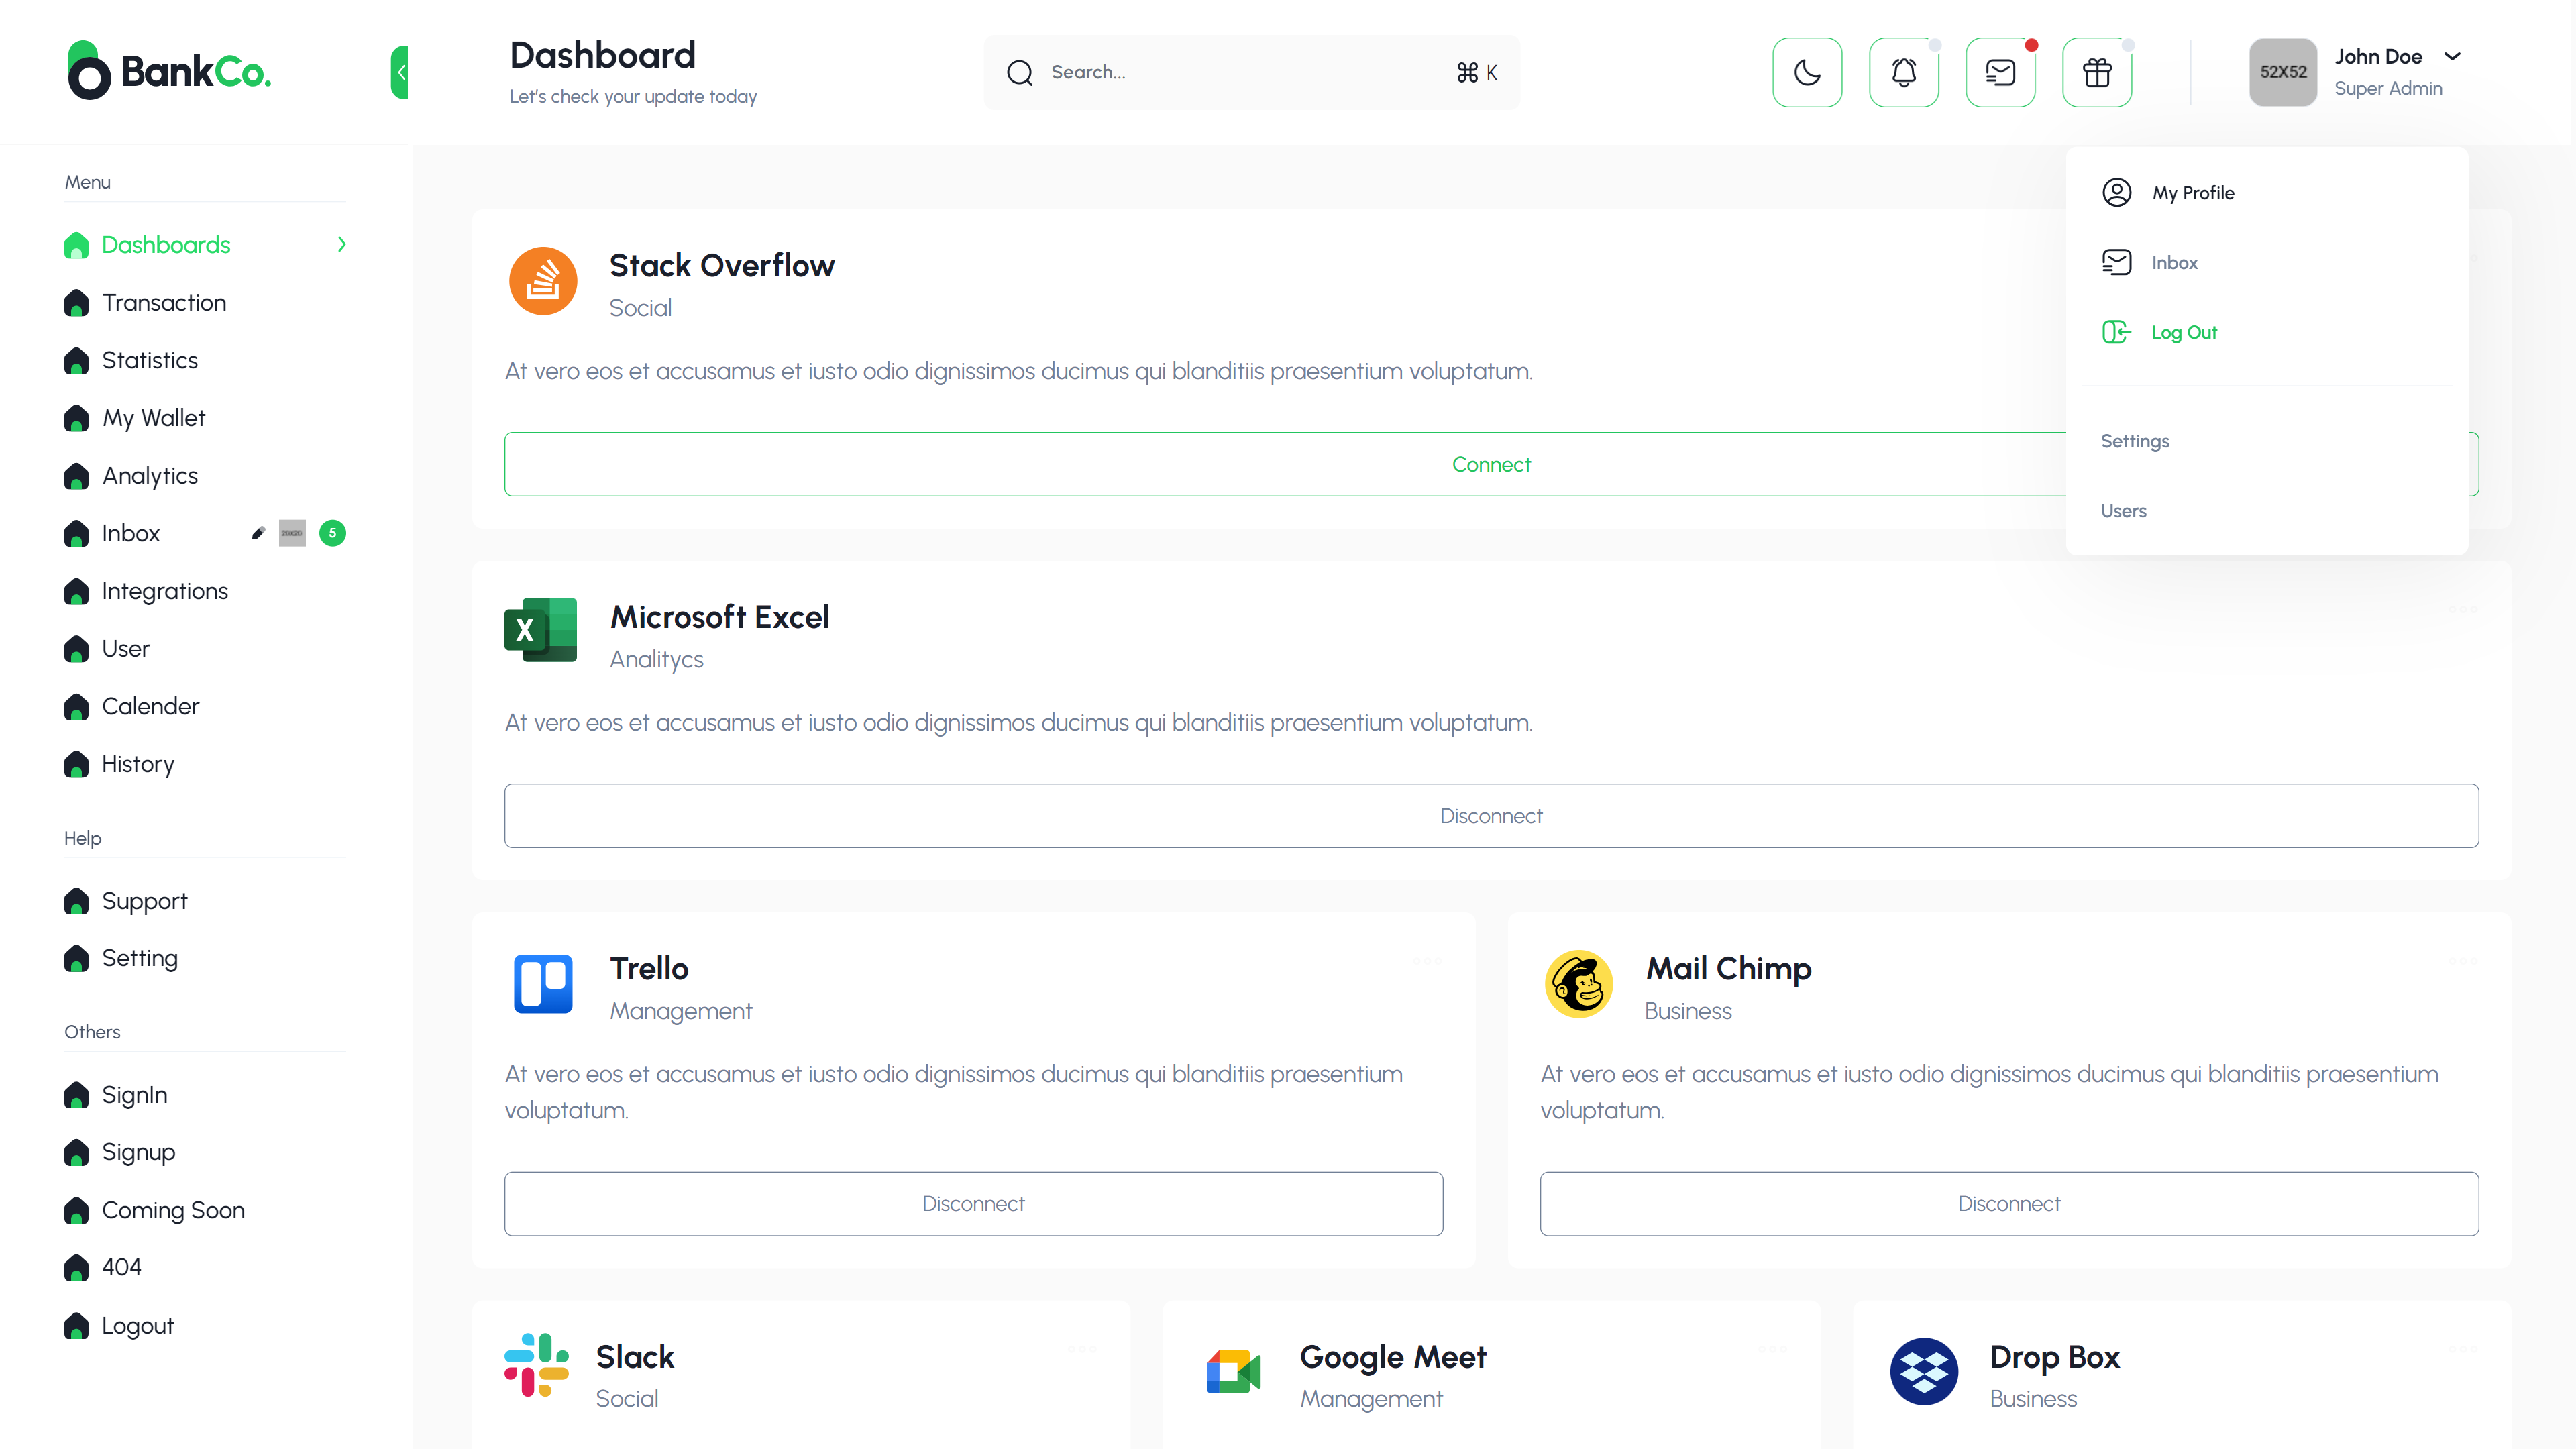 BankCo.
Dashboard
Let's check your update today
Search...
⌘ K
52X52
John Doe
Super Admin
Menu
Dashboards
Transaction
Statistics
My Wallet
Analytics
Inbox
5
Integrations
User
Calender
History
Help
Support
Setting
Others
SignIn
Signup
Coming Soon
404
Logout
My Profile
Inbox
Log Out
Settings
Users
Stack Overflow
Social
At vero eos et accusamus et iusto odio dignissimos ducimus qui blanditiis praesentium voluptatum.
Connect
X
Microsoft Excel
Analitycs
At vero eos et accusamus et iusto odio dignissimos ducimus qui blanditiis praesentium voluptatum.
Disconnect
Trello
Management
At vero eos et accusamus et iusto odio dignissimos ducimus qui blanditiis praesentium
voluptatum.
Disconnect
Mail Chimp
Business
At vero eos et accusamus et iusto odio dignissimos ducimus qui blanditiis praesentium
voluptatum.
Disconnect
Slack
Social
Google Meet
Management
Drop Box
Business